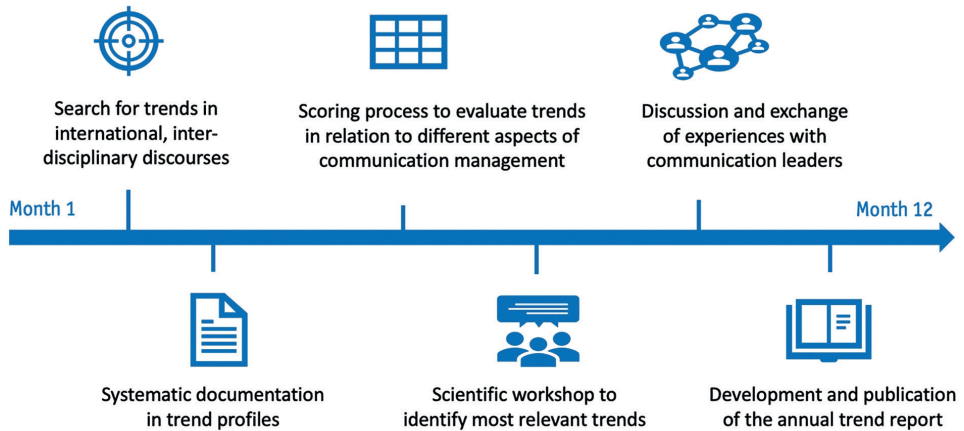 Search for trends in
international, inter-
disciplinary discourses
Scoring process to evaluate trends
in relation to different aspects of
communication management
Discussion and exchange
of experiences with
communication leaders
Month 1
Month 12
Systematic documentation
in trend profiles
Scientific workshop to
identify most relevant trends
Development and publication
of the annual trend report